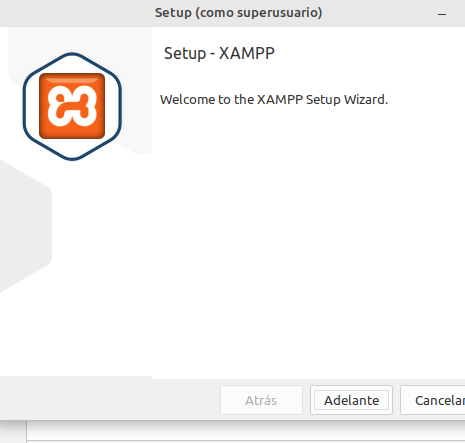 Setup (como superusuario)
Setup - XAMPP
Welcome to the XAMPP Setup Wizard.
Atrás
Adelante
Cancelar